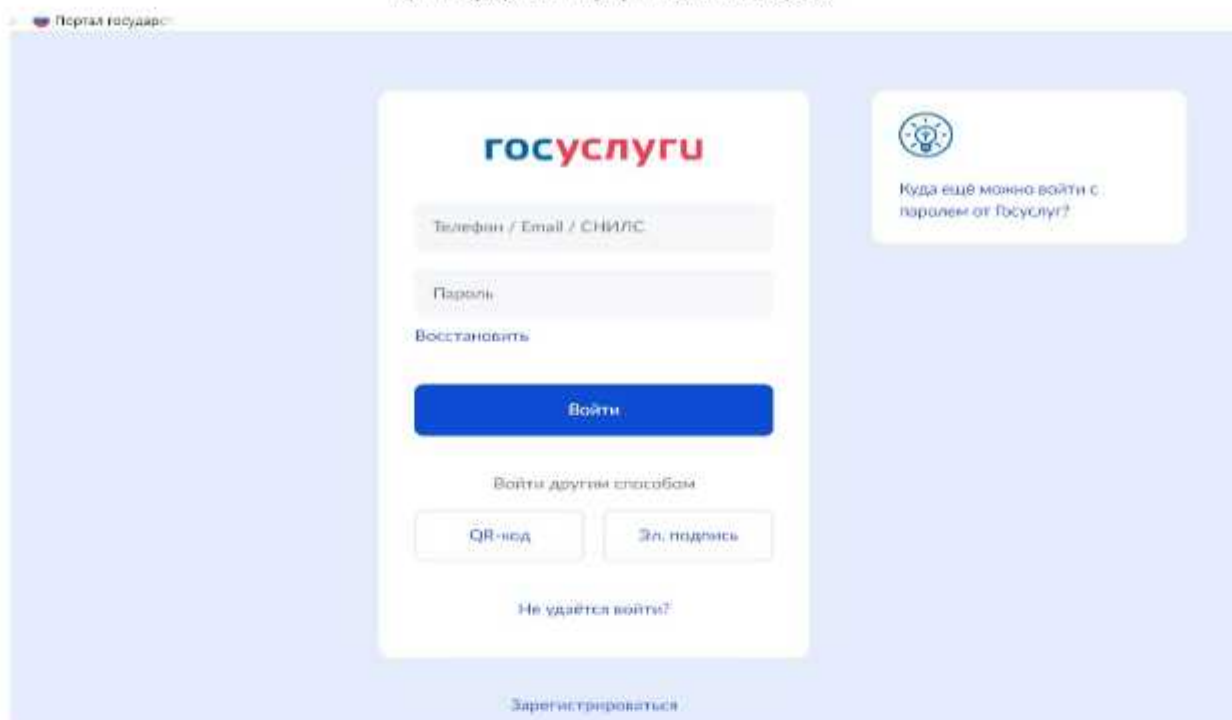 Портал государс
госуслуги
Куда ещё можно войти с
паролем от Госуслуг?
Телефон / Email / СНИЛС
Пароль
Восстановить
Войти
Войти другим способом
QR-код
Эл. подпись
Не удаётся войти?
Зарегистрироваться